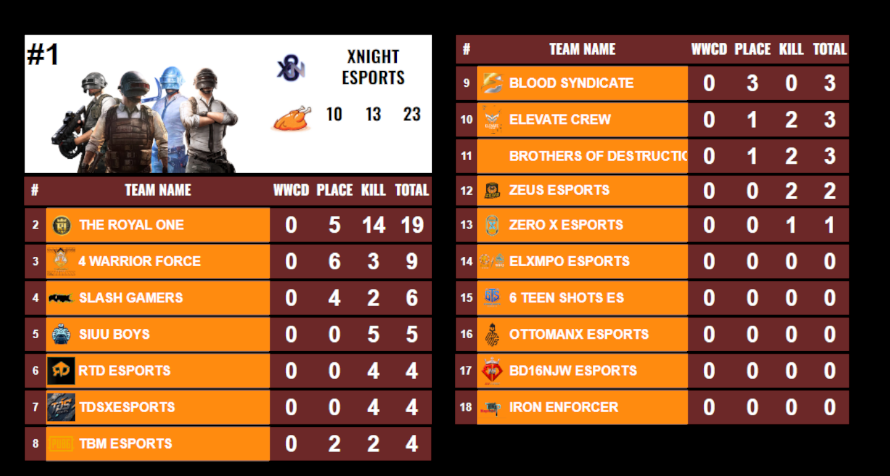 #1
XNIGHT
ESPORTS
10 13 23
# TEAM NAME WWCD PLACE KILL TOTAL
2 THE ROYAL ONE 0 5 14 19
3 4 WARRIOR FORCE 0 6 3 9
4 SLASH GAMERS 0 4 2 6
5 SIUU BOYS 0 0 5 5
6 RTD ESPORTS 0 0 4 4
7 TDSXESPORTS 0 0 4 4
8 TBM ESPORTS 0 2 2 4
# TEAM NAME WWCD PLACE KILL TOTAL
9 BLOOD SYNDICATE 0 3 0 3
10 ELEVATE CREW 0 1 2 3
11 BROTHERS OF DESTRUCTIO 0 1 2 3
12 ZEUS ESPORTS 0 0 2 2
13 ZERO X ESPORTS 0 0 1 1
14 ELXMPO ESPORTS 0 0 0 0
15 6 TEEN SHOTS ES 0 0 0 0
16 OTTOMANX ESPORTS 0 0 0 0
17 BD16NJW ESPORTS 0 0 0 0
18 IRON ENFORCER 0 0 0 0